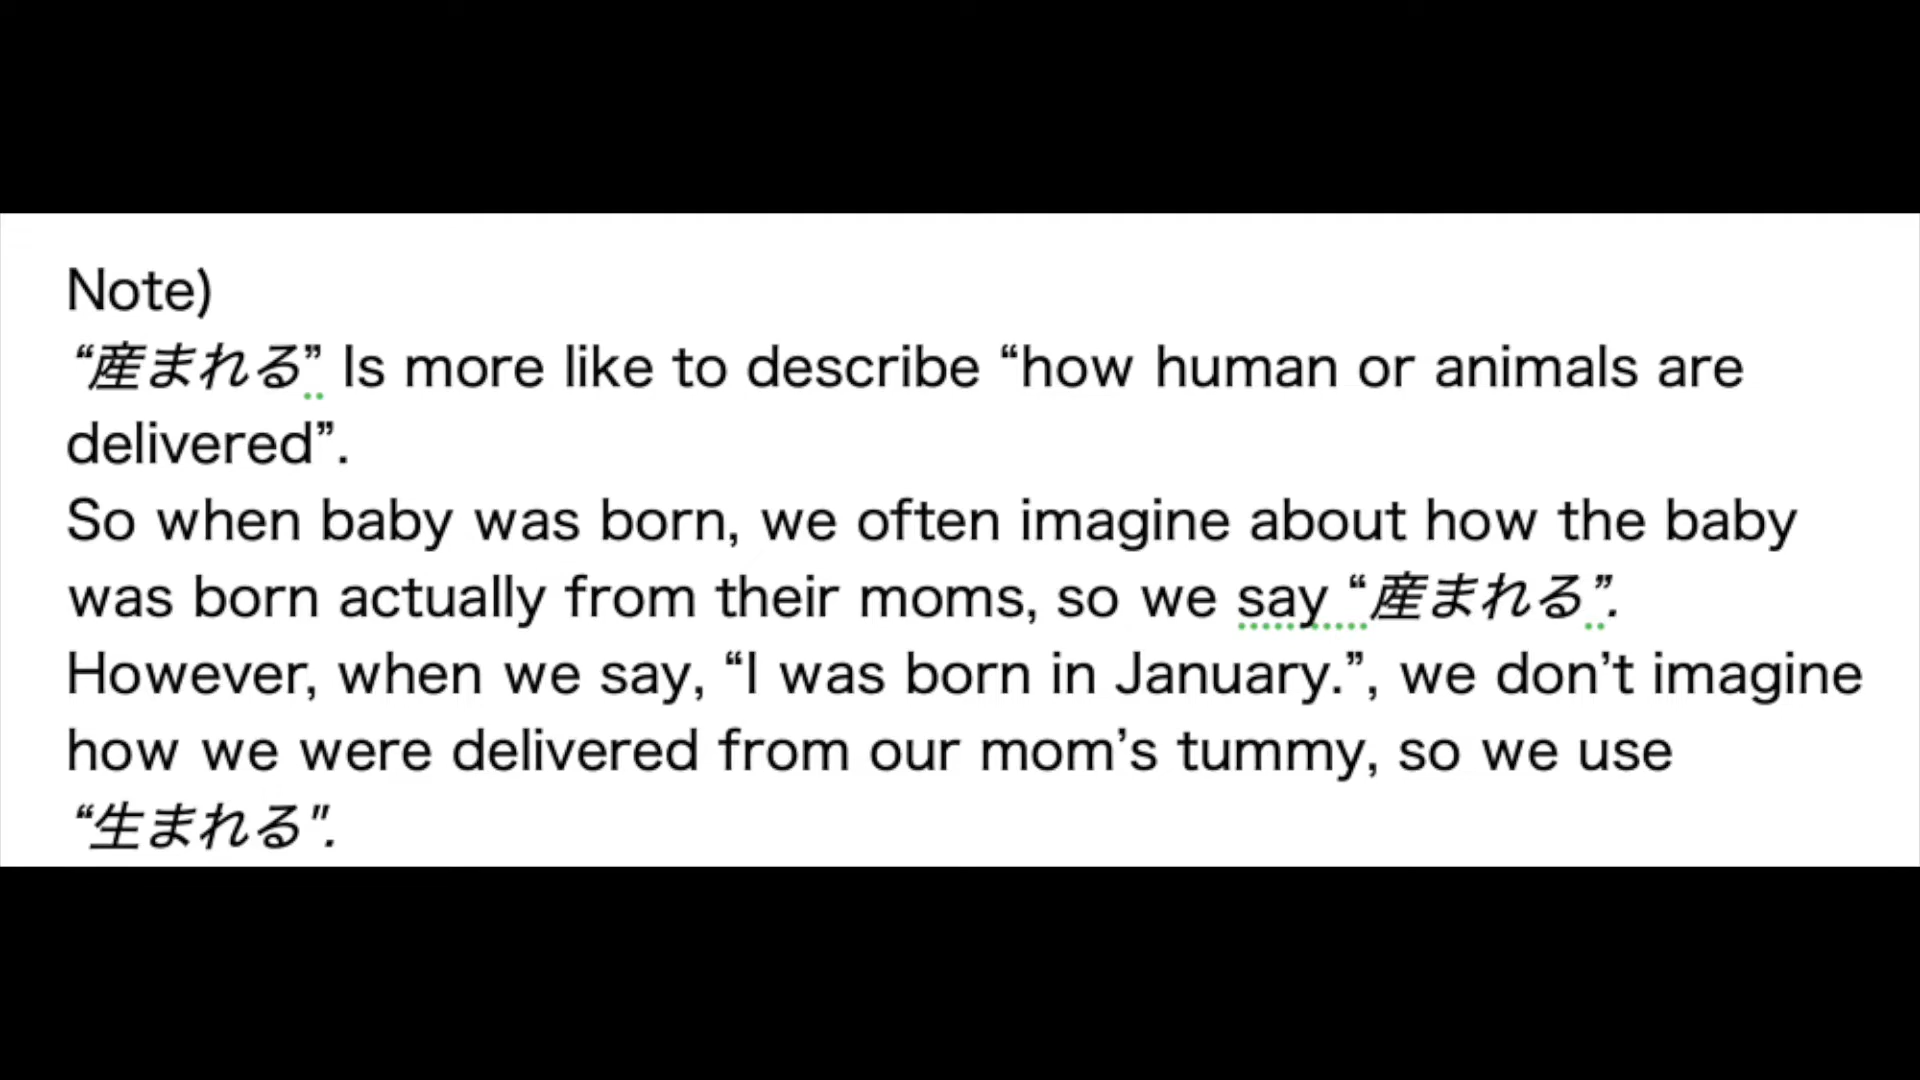 Note)
“産まれる” Is more like to describe “how human or animals are
delivered”.
So when baby was born, we often imagine about how the baby
was born actually from their moms, so we say “産まれる”.
However, when we say, “I was born in January.”, we don’t imagine
how we were delivered from our mom’s tummy, so we use
“生まれる".